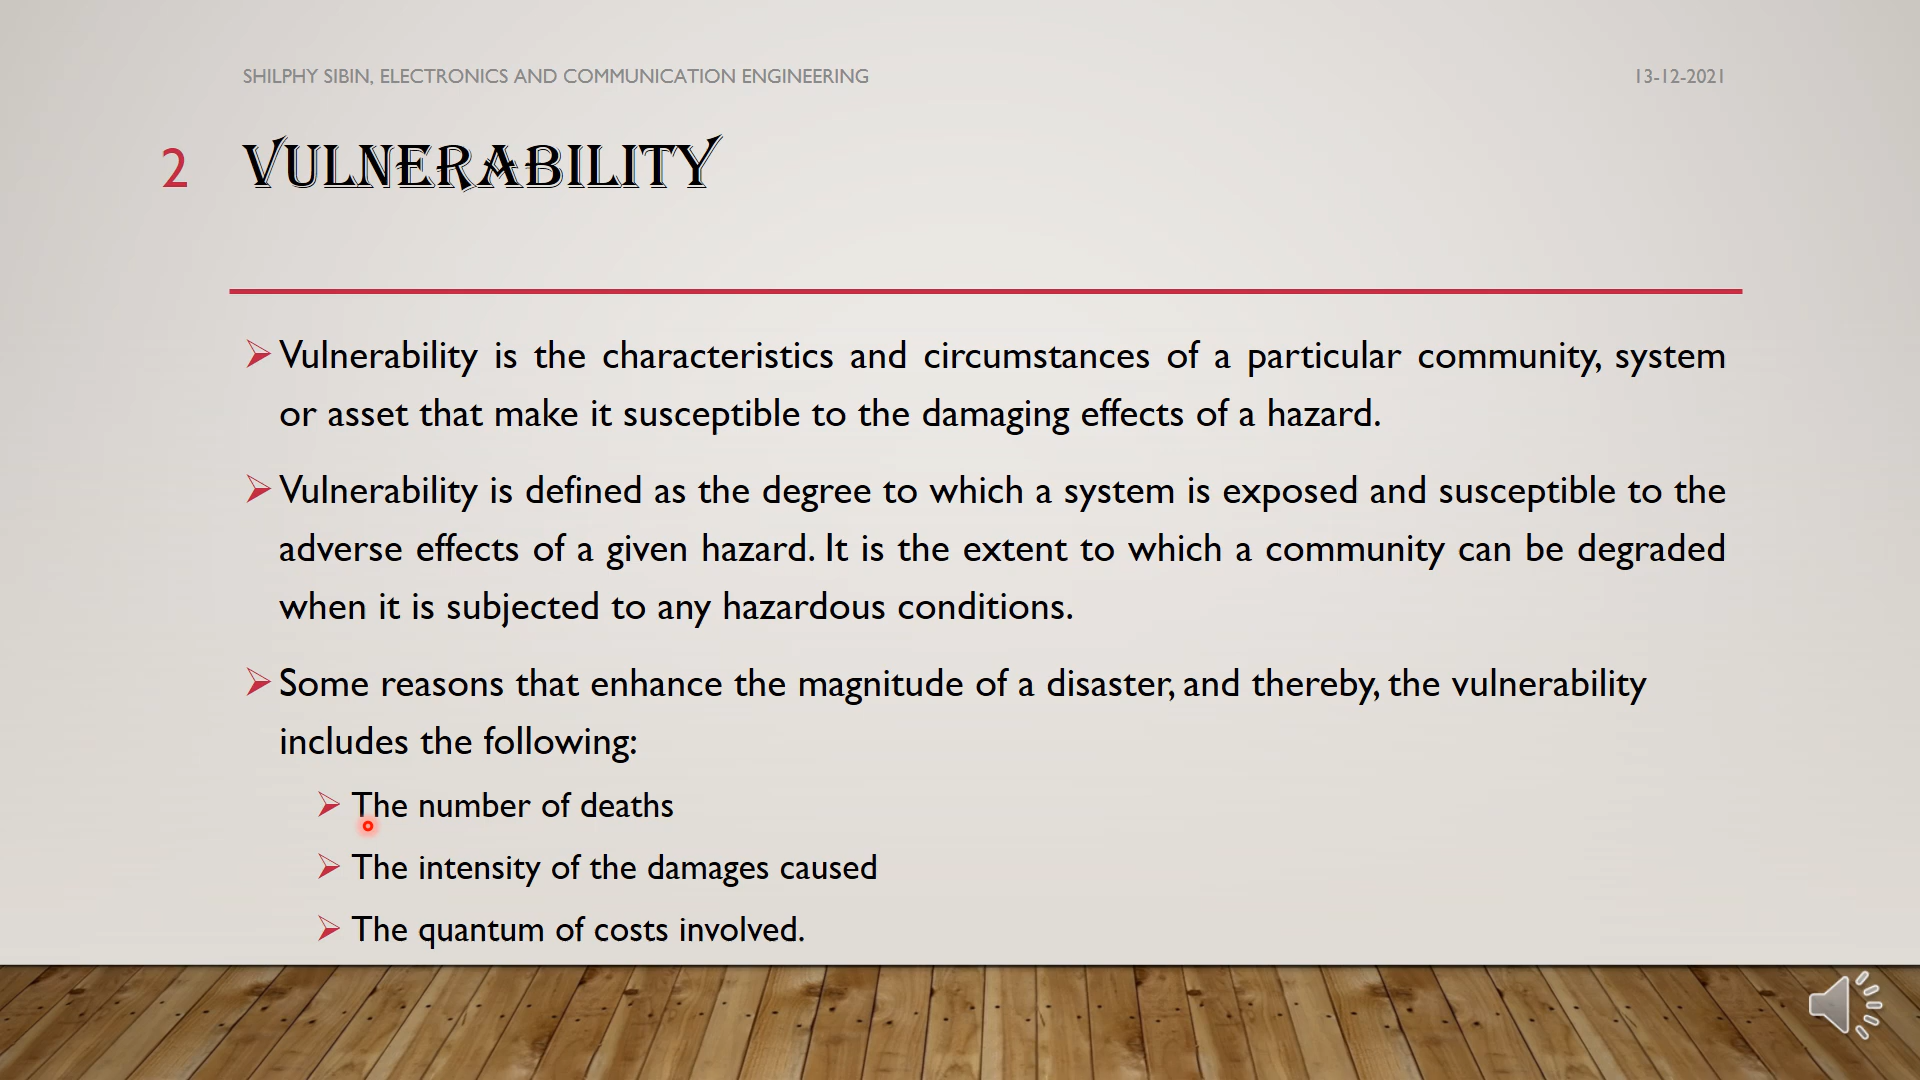 SHILPHY SIBIN, ELECTRONICS AND COMMUNICATION ENGINEERING
13-12-2021
2
VULNERABILITY
Vulnerability is the characteristics and circumstances of a particular community, system
or asset that make it susceptible to the damaging effects of a hazard.
Vulnerability is defined as the degree to which a system is exposed and susceptible to the
adverse effects of a given hazard. It is the extent to which a community can be degraded
when it is subjected to any hazardous conditions.
Some reasons that enhance the magnitude of a disaster, and thereby, the vulnerability
includes the following:
The number of deaths
The intensity of the damages caused
The quantum of costs involved.